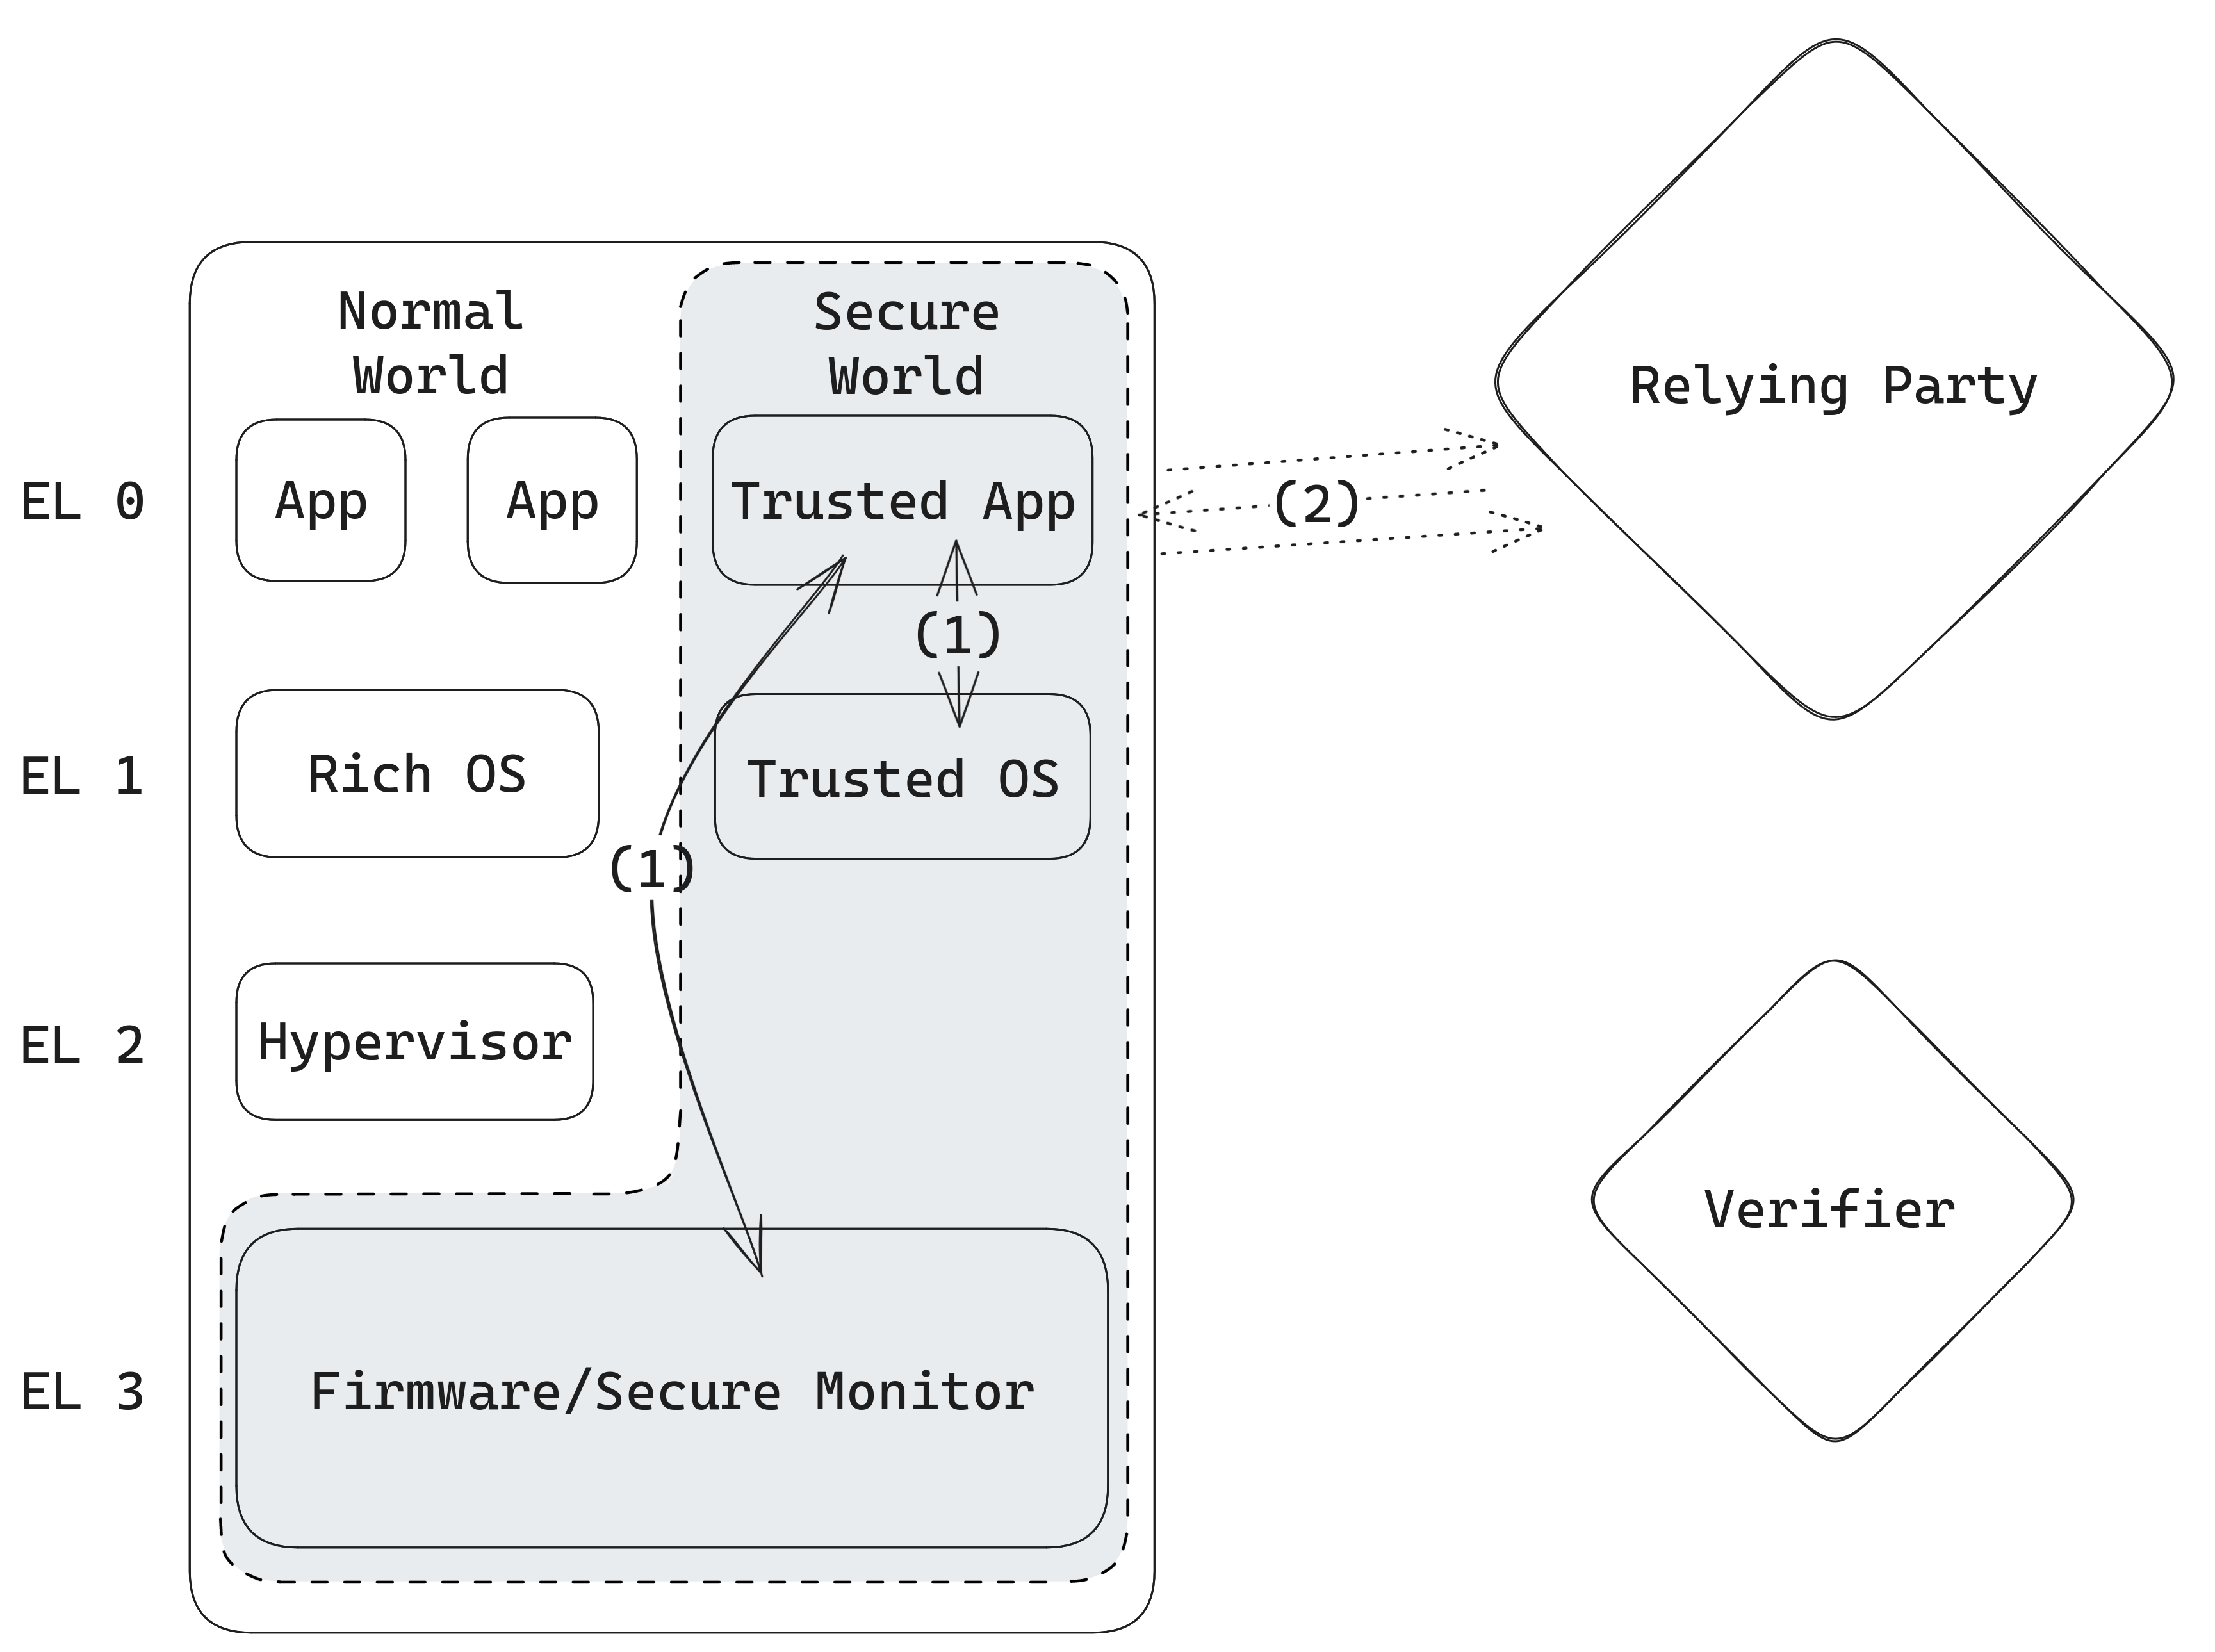 Normal
World
Secure
World
Relying Party
EL 0
App
App
Trusted App
(2)
(1)
EL 1
Rich OS
Trusted OS
(1)
EL 2
Hypervisor
Verifier
EL 3
Firmware/Secure Monitor